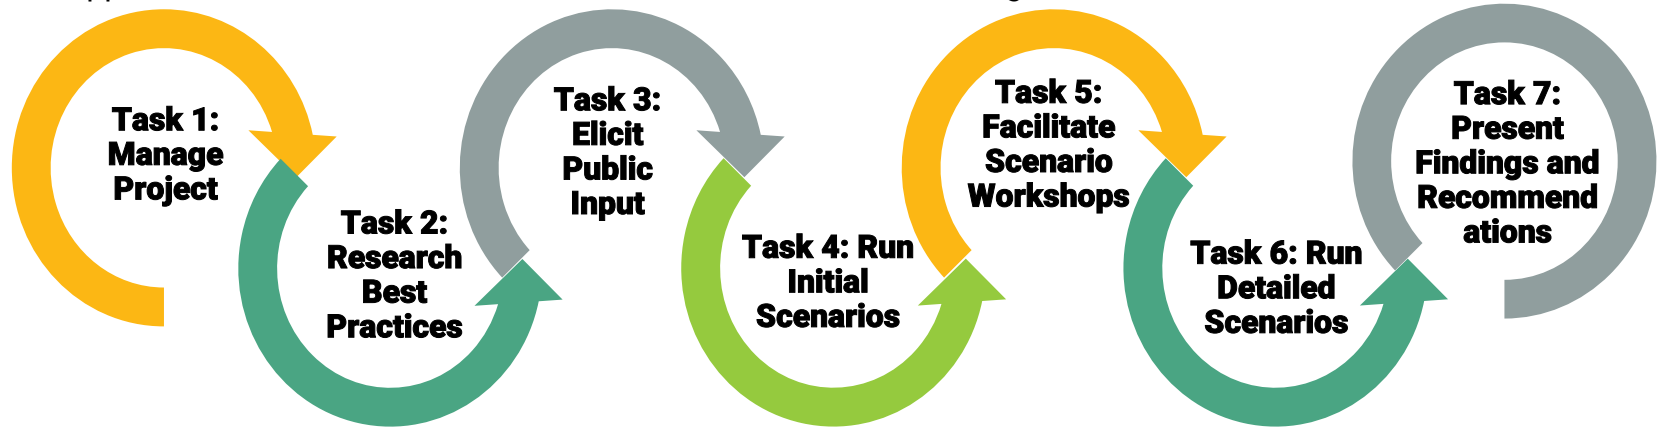 Task 1:
Manage
Project
Task 2:
Research
Best
Practices
Task 3:
Elicit
Public
Input
Task 4: Run
Initial
Scenarios
Task 5:
Facilitate
Scenario
Workshops
Task 6: Run
Detailed
Scenarios
Task 7:
Present
Findings and
Recommend
ations